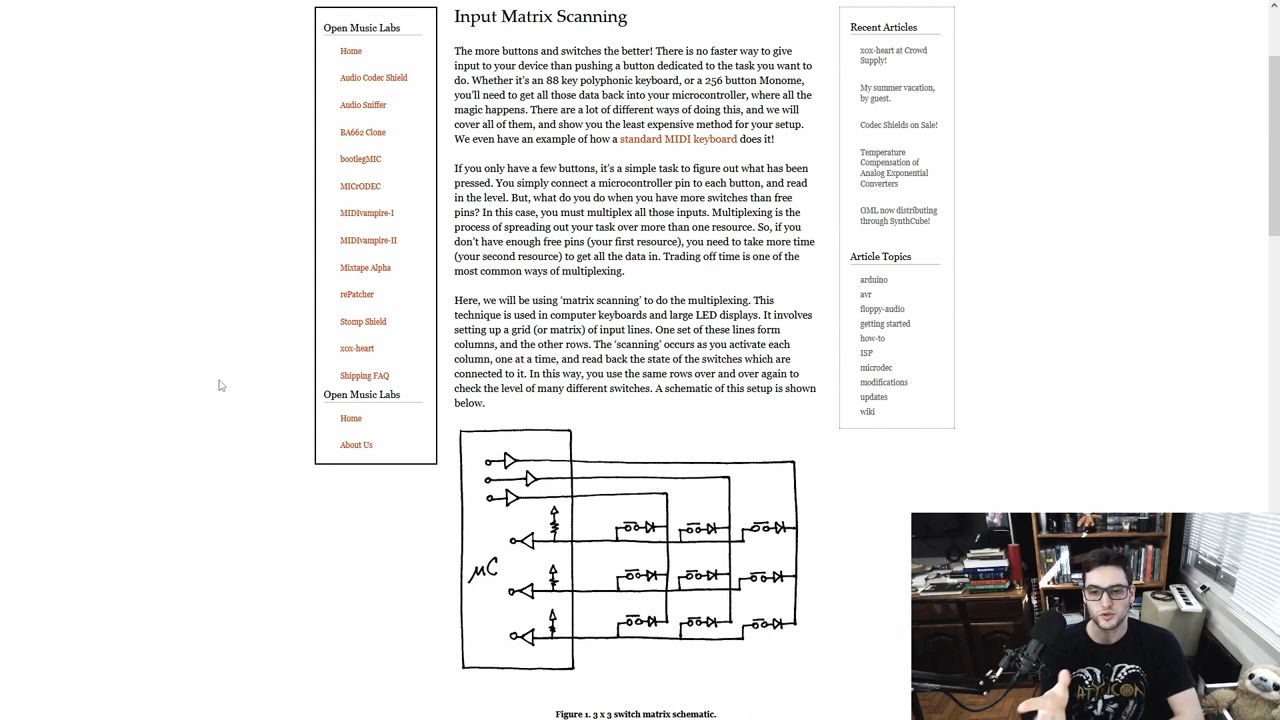 Open Music Labs
Home
Audio Codec Shield
Audio Sniffer
BA662 Clone
bootlegMIC
MICrODEC
MIDIvampire-I
MIDIvampire-II
Mixtape Alpha
rePatcher
Stomp Shield
xox-heart
Shipping FAQ
Open Music Labs
Home
About Us
Input Matrix Scanning
The more buttons and switches the better! There is no faster way to give
input to your device than pushing a button dedicated to the task you want to
do. Whether it's an 88 key polyphonic keyboard, or a 256 button Monome,
you'll need to get all those data back into your microcontroller, where all the
magic happens. There are a lot of different ways of doing this, and we will
cover all of them, and show you the least expensive method for your setup.
We even have an example of how a standard MIDI keyboard does it!
If you only have a few buttons, it's a simple task to figure out what has been
pressed. You simply connect a microcontroller pin to each button, and read
in the level. But, what do you do when you have more switches than free
pins? In this case, you must multiplex all those inputs. Multiplexing is the
process of spreading out your task over more than one resource. So, if you
don't have enough free pins (your first resource), you need to take more time
(your second resource) to get all the data in. Trading off time is one of the
most common ways of multiplexing.
Here, we will be using 'matrix scanning' to do the multiplexing. This
technique is used in computer keyboards and large LED displays. It involves
setting up a grid (or matrix) of input lines. One set of these lines form
columns, and the other rows. The 'scanning' occurs as you activate each
column, one at a time, and read back the state of the switches which are
connected to it. In this way, you use the same rows over and over again to
check the level of many different switches. A schematic of this setup is shown
below.
μC
Figure 1. 3 x 3 switch matrix schematic.
Recent Articles
xox-heart at Crowd
Supply!
My summer vacation,
by guest.
Codec Shields on Sale!
Temperature
Compensation of
Analog Exponential
Converters
OML now distributing
through SynthCube!
Article Topics
arduino
avr
floppy-audio
getting started
how-to
ISP
microdec
modifications
updates
wiki